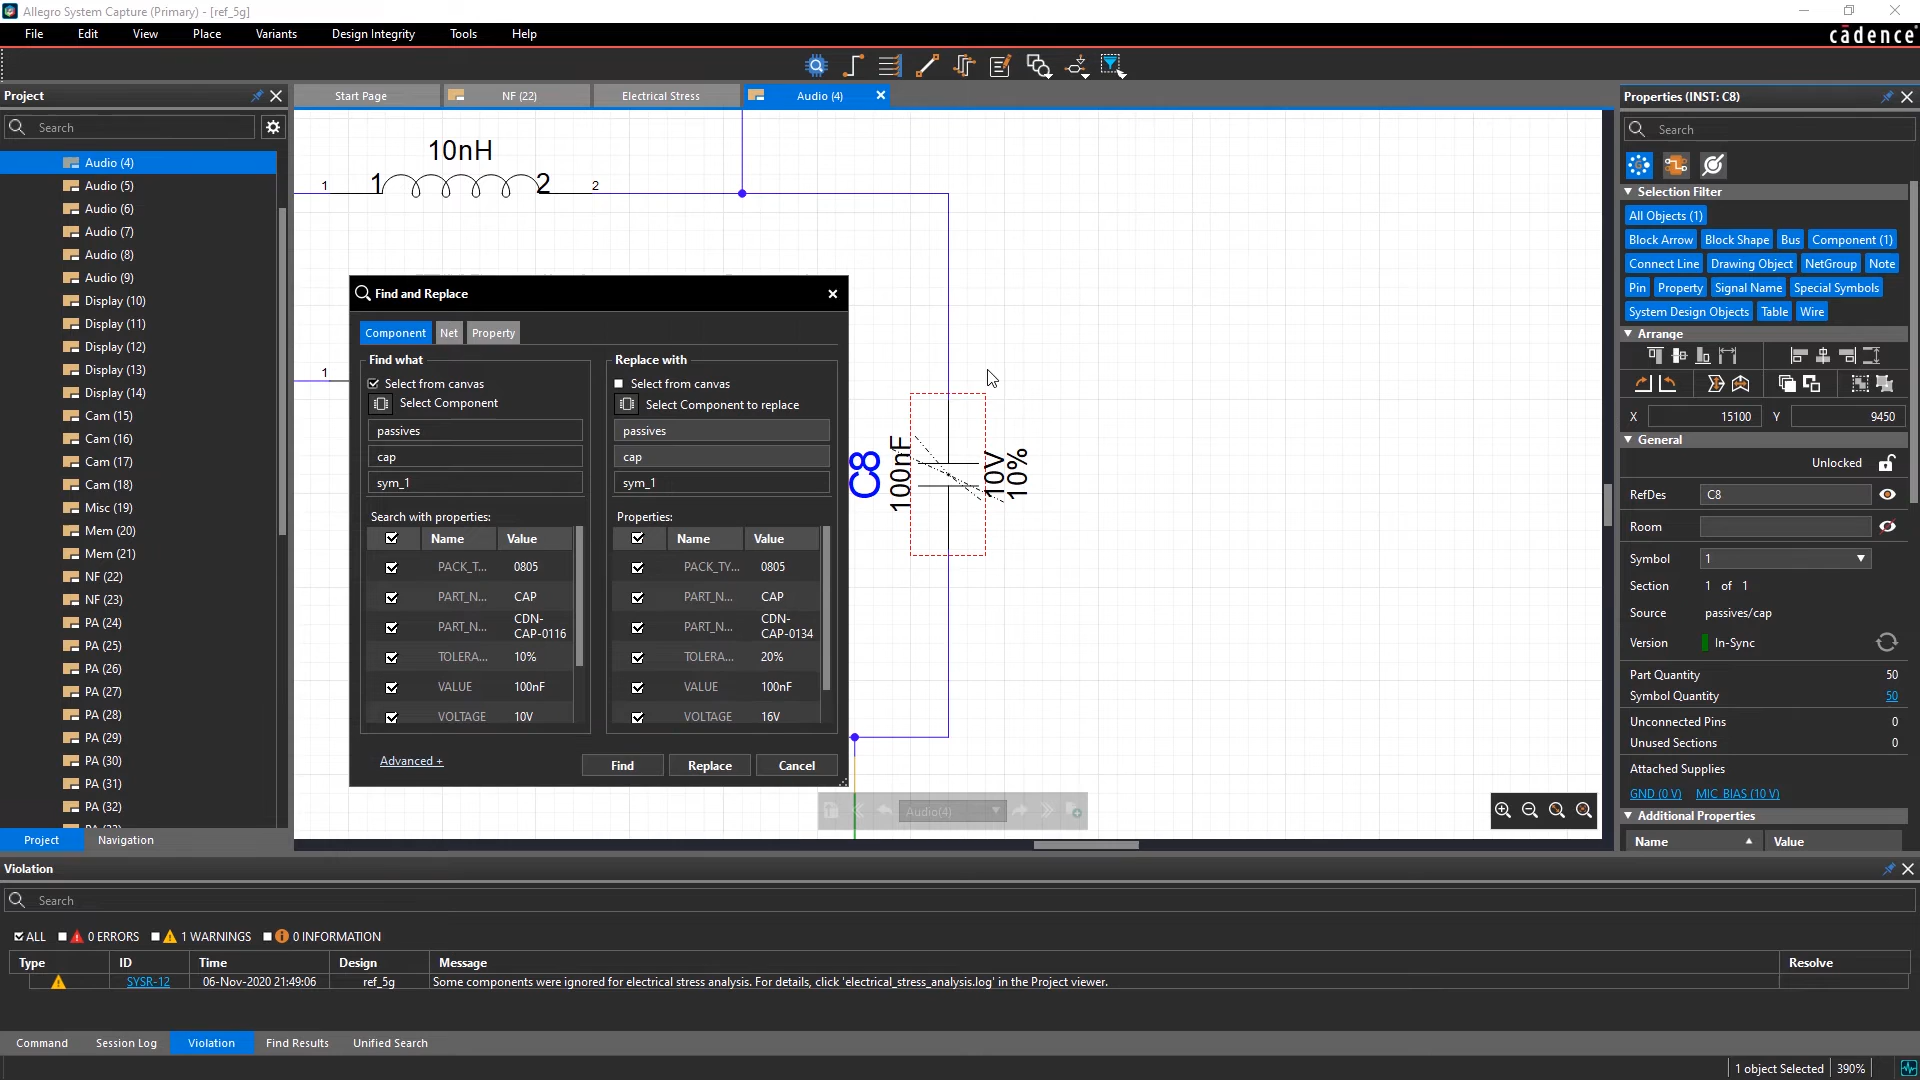 Allegro System Capture (Primary) - [ref_5g]
File Edit View Place Variants Design Integrity Tools Help
cādence
Project
Search
Audio (4)
Audio (5)
Audio (6)
Audio (7)
Audio (8)
Audio (9)
Display (10)
Display (11)
Display (12)
Display (13)
Display (14)
Cam (15)
Cam (16)
Cam (17)
Cam (18)
Misc (19)
Mem (20)
Mem (21)
NF (22)
NF (23)
PA (24)
PA (25)
PA (26)
PA (27)
PA (28)
PA (29)
PA (30)
PA (31)
PA (32)
Project Navigation
Start Page NF (22) Electrical Stress Audio (4)
10nH
1 1 2 2
1
C8
100nF
10V
10%
Find and Replace
Component Net Property
Find what
Select from canvas
Select Component
passives
cap
sym_1
Search with properties:
Name Value
PACK_T... 0805
PART_N... CAP
PART_N... CDN-
CAP-0116
TOLERA... 10%
VALUE 100nF
VOLTAGE 10V
Replace with
Select from canvas
Select Component to replace
passives
cap
sym_1
Properties:
Name Value
PACK_TY... 0805
PART_N... CAP
PART_N... CDN-
CAP-0134
TOLERA... 20%
VALUE 100nF
VOLTAGE 16V
Advanced + Find Replace Cancel
Audio(4)
Properties (INST: C8)
Search
Selection Filter
All Objects (1)
Block Arrow Block Shape Bus Component (1)
Connect Line Drawing Object NetGroup Note
Pin Property Signal Name Special Symbols
System Design Objects Table Wire
Arrange
X 15100 Y 9450
General
Unlocked
RefDes C8
Room
Symbol 1
Section 1 of 1
Source passives/cap
Version In-Sync
Part Quantity 50
Symbol Quantity 50
Unconnected Pins 0
Unused Sections 0
Attached Supplies
GND (0 V) MIC_BIAS (10 V)
Additional Properties
Name Value
Violation
Search
ALL 0 ERRORS 1 WARNINGS 0 INFORMATION
Type ID Time Design Message Resolve
SYSR-12 06-Nov-2020 21:49:06 ref_5g Some components were ignored for electrical stress analysis. For details, click 'electrical_stress_analysis.log' in the Project viewer.
Command Session Log Violation Find Results Unified Search
1 object Selected 390%